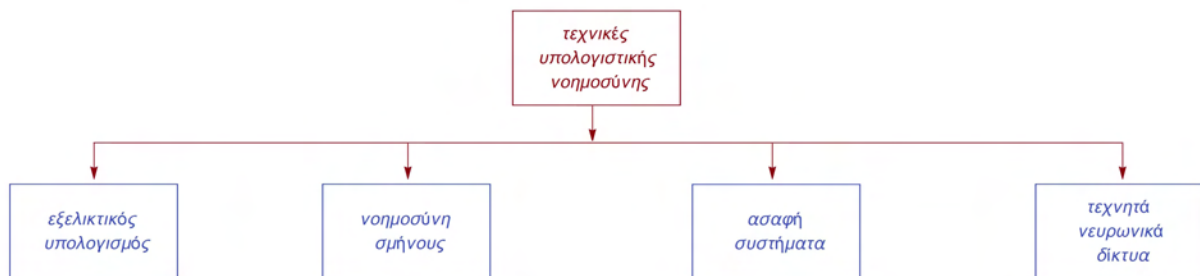 τεχνικές
υπολογιστικής
νοημοσύνης
εξελικτικός
υπολογισμός
νοημοσύνη
σμήνους
ασαφή
συστήματα
τεχνητά
νευρωνικά
δίκτυα